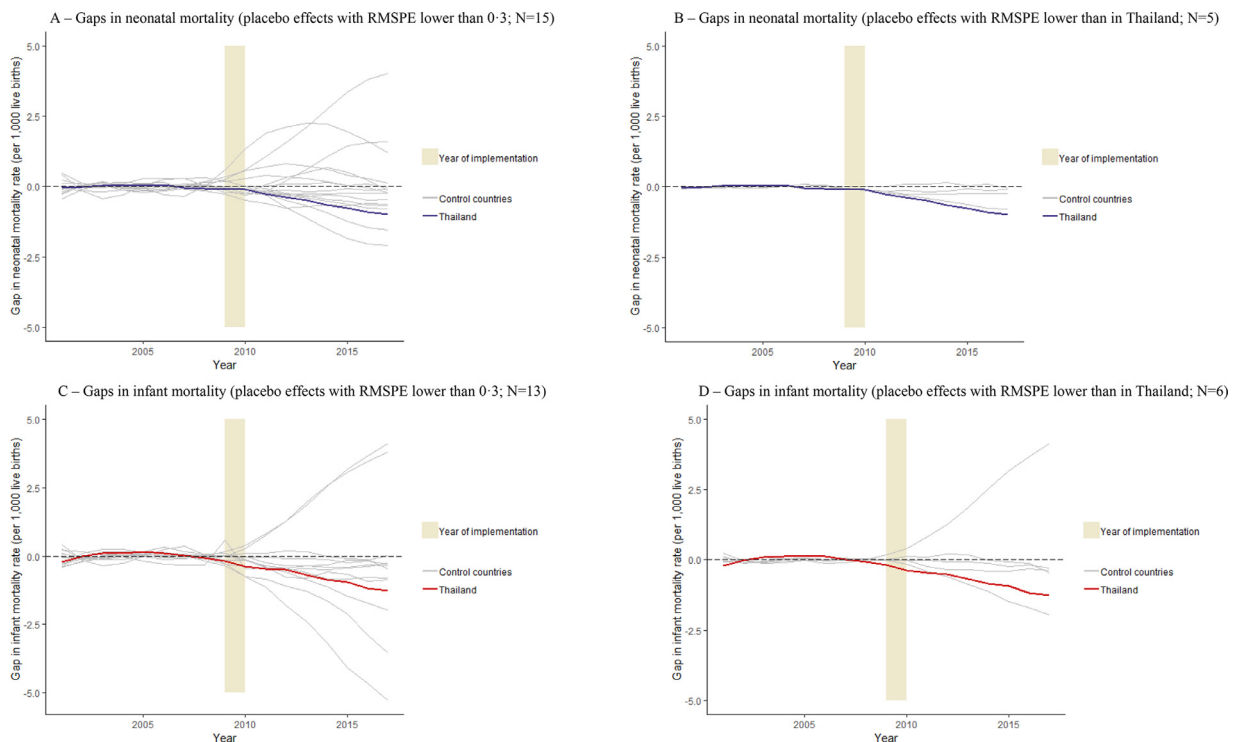 A – Gaps in neonatal mortality (placebo effects with RMSPE lower than 0·3; N=15)
Gap in neonatal mortality rate (per 1,000 live births)
5.0
2.5
0.0
-2.5
-5.0
2005
2010
2015
Year
Year of implementation
Control countries
Thailand
B – Gaps in neonatal mortality (placebo effects with RMSPE lower than in Thailand; N=5)
Gap in neonatal mortality rate (per 1,000 live births)
5.0
2.5
0.0
-2.5
-5.0
2005
2010
2015
Year
Year of implementation
Control countries
Thailand
C – Gaps in infant mortality (placebo effects with RMSPE lower than 0·3; N=13)
Gap in infant mortality rate (per 1,000 live births)
5.0
2.5
0.0
-2.5
-5.0
2005
2010
2015
Year
Year of implementation
Control countries
Thailand
D – Gaps in infant mortality (placebo effects with RMSPE lower than in Thailand; N=6)
Gap in infant mortality rate (per 1,000 live births)
5.0
2.5
0.0
-2.5
-5.0
2005
2010
2015
Year
Year of implementation
Control countries
Thailand